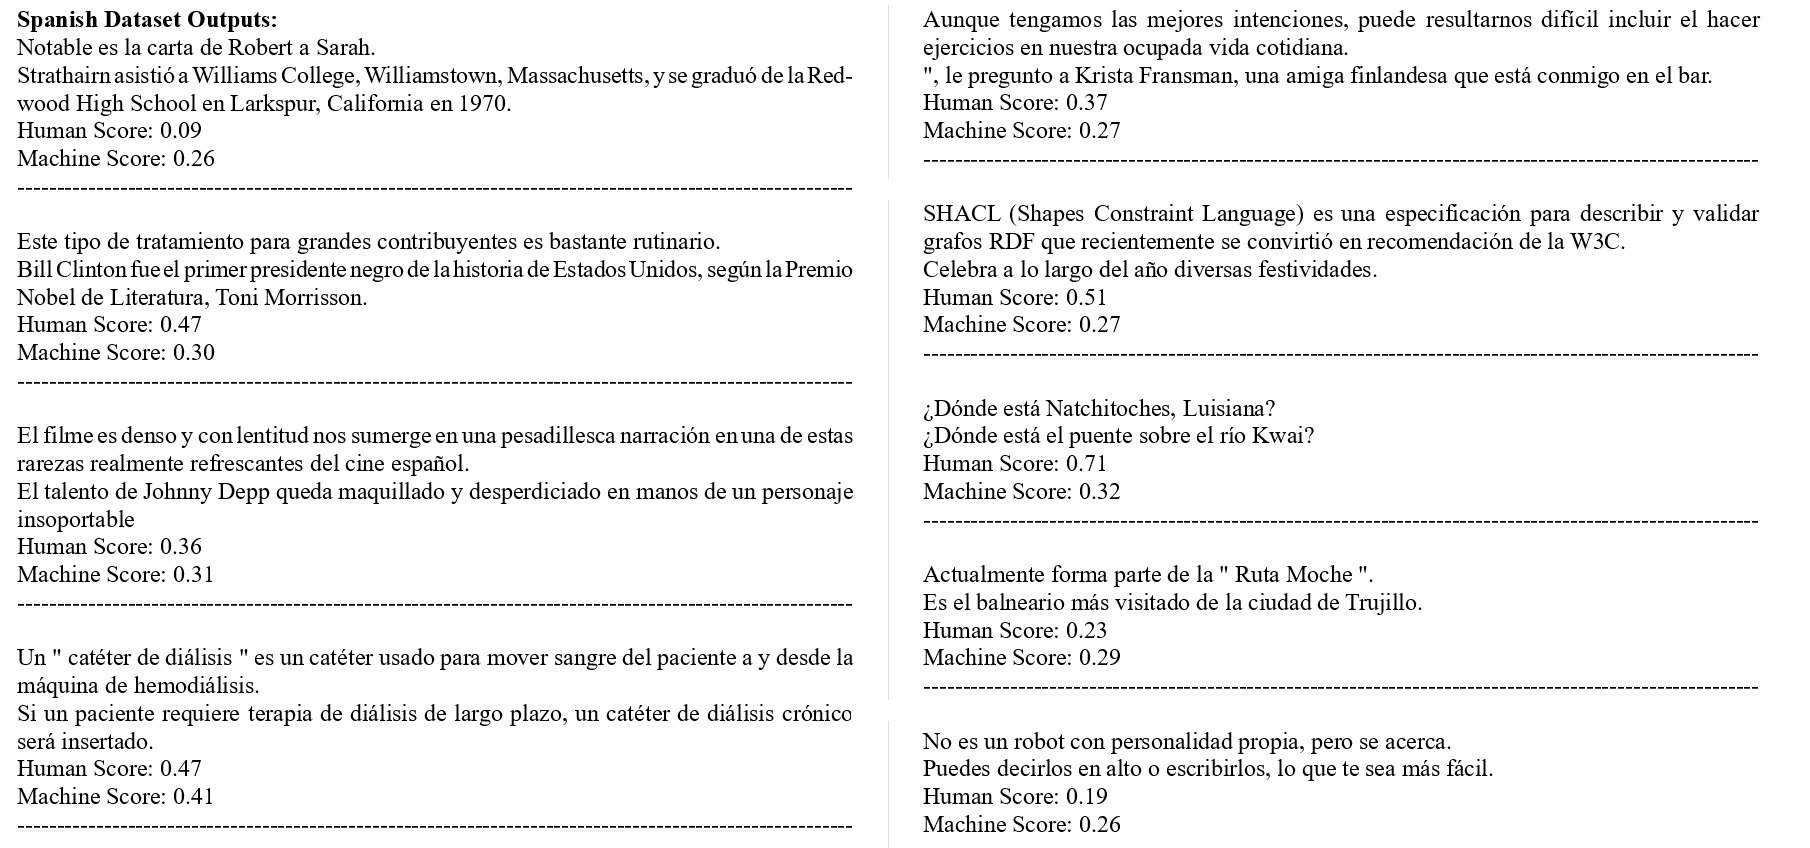 Spanish Dataset Outputs:
Notable es la carta de Robert a Sarah.
Strathairn asistió a Williams College, Williamstown, Massachusetts, y se graduó de la Red-
wood High School en Larkspur, California en 1970.
Human Score: 0.09
Machine Score: 0.26
--------------------------------------------------------------------------------------------------------
Este tipo de tratamiento para grandes contribuyentes es bastante rutinario.
Bill Clinton fue el primer presidente negro de la historia de Estados Unidos, según la Premio
Nobel de Literatura, Toni Morrisson.
Human Score: 0.47
Machine Score: 0.30
--------------------------------------------------------------------------------------------------------
El filme es denso y con lentitud nos sumerge en una pesadillesca narración en una de estas
rarezas realmente refrescantes del cine español.
El talento de Johnny Depp queda maquillado y desperdiciado en manos de un personaje
insoportable
Human Score: 0.36
Machine Score: 0.31
--------------------------------------------------------------------------------------------------------
Un " catéter de diálisis " es un catéter usado para mover sangre del paciente a y desde la
máquina de hemodiálisis.
Si un paciente requiere terapia de diálisis de largo plazo, un catéter de diálisis crónico
será insertado.
Human Score: 0.47
Machine Score: 0.41
--------------------------------------------------------------------------------------------------------
Aunque tengamos las mejores intenciones, puede resultarnos difícil incluir el hacer
ejercicios en nuestra ocupada vida cotidiana.
", le pregunto a Krista Fransman, una amiga finlandesa que está conmigo en el bar.
Human Score: 0.37
Machine Score: 0.27
--------------------------------------------------------------------------------------------------------
SHACL (Shapes Constraint Language) es una especificación para describir y validar
grafos RDF que recientemente se convirtió en recomendación de la W3C.
Celebra a lo largo del año diversas festividades.
Human Score: 0.51
Machine Score: 0.27
--------------------------------------------------------------------------------------------------------
¿Dónde está Natchitoches, Luisiana?
¿Dónde está el puente sobre el río Kwai?
Human Score: 0.71
Machine Score: 0.32
--------------------------------------------------------------------------------------------------------
Actualmente forma parte de la " Ruta Moche ".
Es el balneario más visitado de la ciudad de Trujillo.
Human Score: 0.23
Machine Score: 0.29
--------------------------------------------------------------------------------------------------------
No es un robot con personalidad propia, pero se acerca.
Puedes decirlos en alto o escribirlos, lo que te sea más fácil.
Human Score: 0.19
Machine Score: 0.26